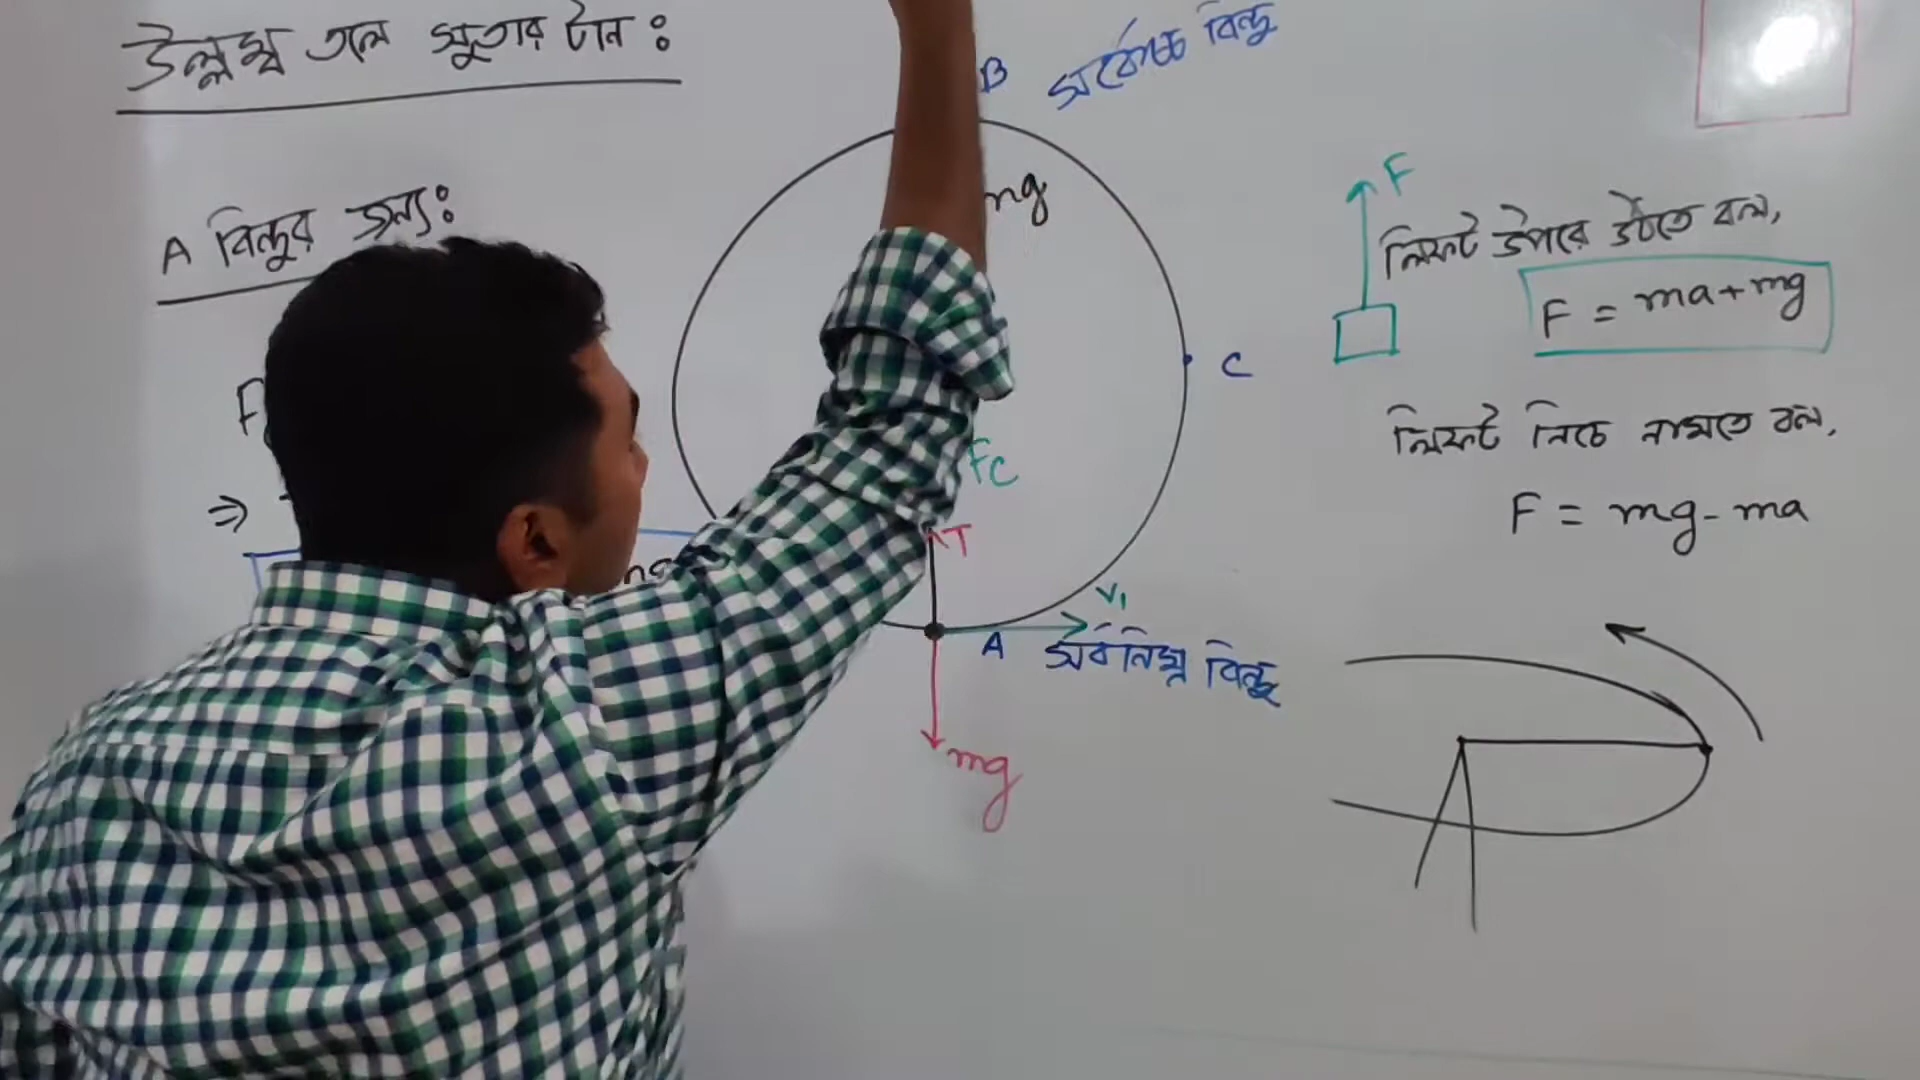 উল্লম্ব তলে সুতার টান :
B সর্বোচ্চ বিন্দু
A বিন্দুর জন্য :
mg
F
লিফট উপরে উঠতে বল,
F = ma + mg
C
লিফট নিচে নামতে বল,
F = mg - ma
F
Fc
⇒
T
V₁
A সর্বনিম্ন বিন্দু
mg